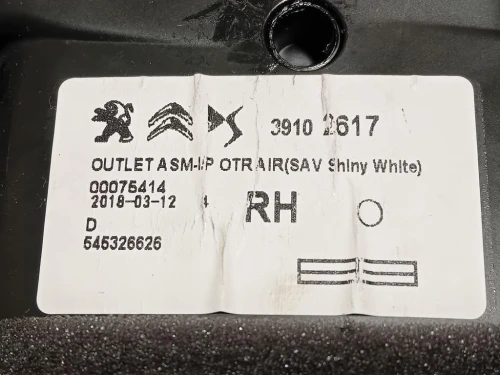 3910 2617
OUTLET ASM-I/P OTR AIR(SAV Shiny White)
00075414
2018-03-12
RH
D
545326626